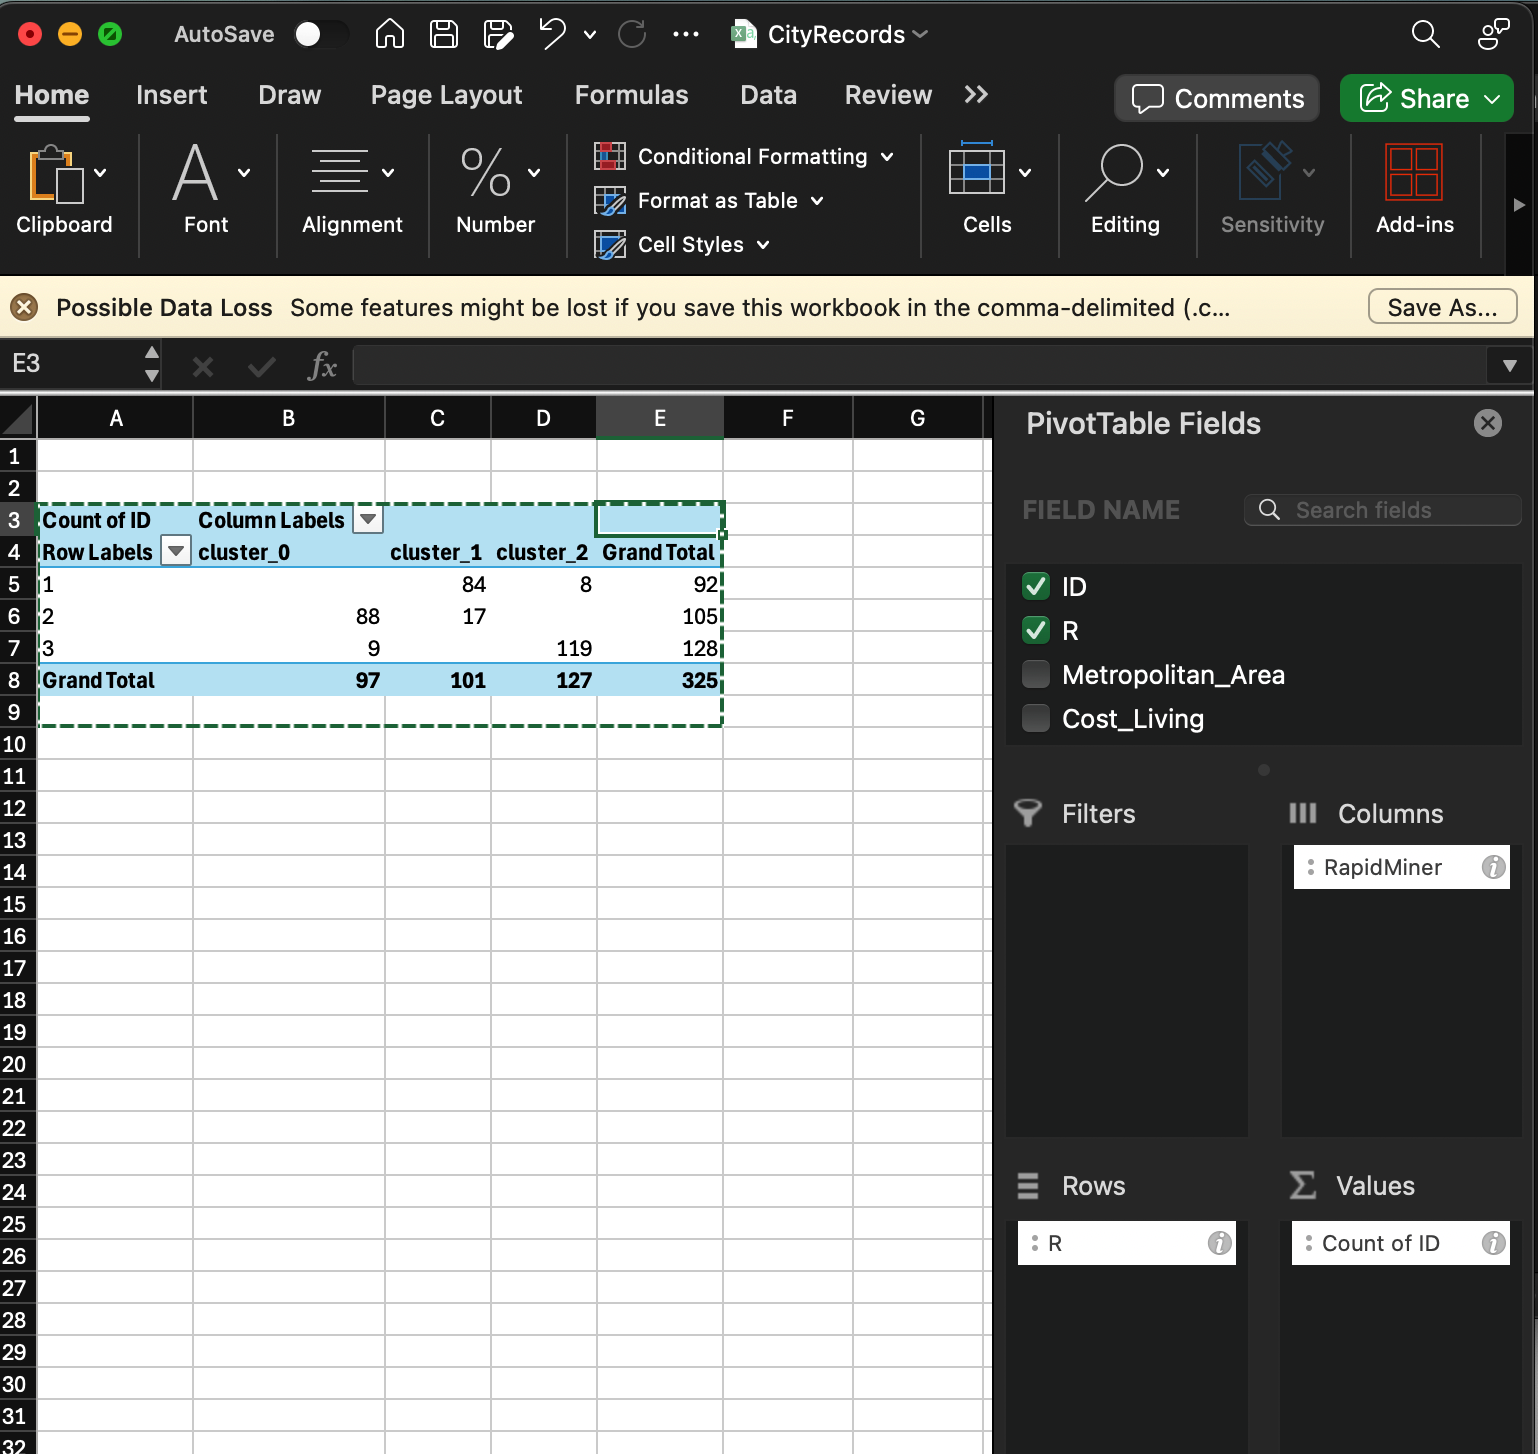 AutoSave CityRecords
Home Insert Draw Page Layout Formulas Data Review Comments Share
Clipboard Font Alignment Number Conditional Formatting Format as Table Cell Styles Cells Editing Sensitivity Add-ins
Possible Data Loss Some features might be lost if you save this workbook in the comma-delimited (.c... Save As...
E3 fx
A B C D E F G
1
2
3 Count of ID Column Labels
4 Row Labels cluster_0 cluster_1 cluster_2 Grand Total
5 1 84 8 92
6 2 88 17 105
7 3 9 119 128
8 Grand Total 97 101 127 325
9
10
11
12
13
14
15
16
17
18
19
20
21
22
23
24
25
26
27
28
29
30
31
32
PivotTable Fields
FIELD NAME Search fields
ID
R
Metropolitan_Area
Cost_Living
Filters Columns
RapidMiner
Rows Values
R Count of ID